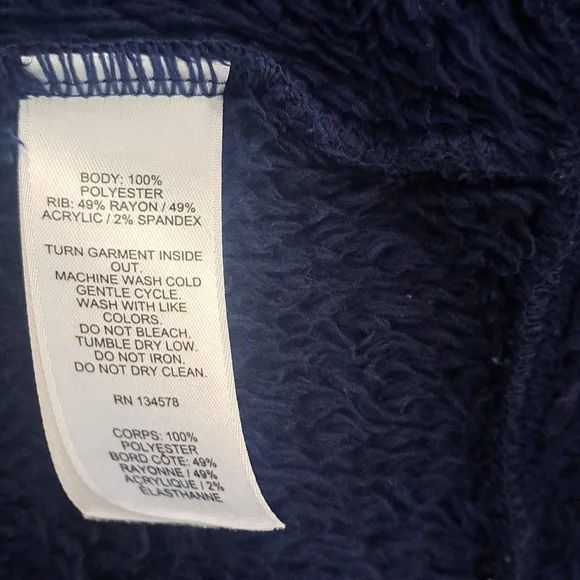 BODY: 100%
POLYESTER
RIB: 49% RAYON / 49%
ACRYLIC / 2% SPANDEX
TURN GARMENT INSIDE
OUT.
MACHINE WASH COLD
GENTLE CYCLE.
WASH WITH LIKE
COLORS.
DO NOT BLEACH.
TUMBLE DRY LOW.
DO NOT IRON.
DO NOT DRY CLEAN.
RN 134578
CORPS: 100%
POLYESTER
BORD CÔTE: 49%
RAYONNE / 49%
ACRYLIQUE / 2%
ÉLASTHANNE